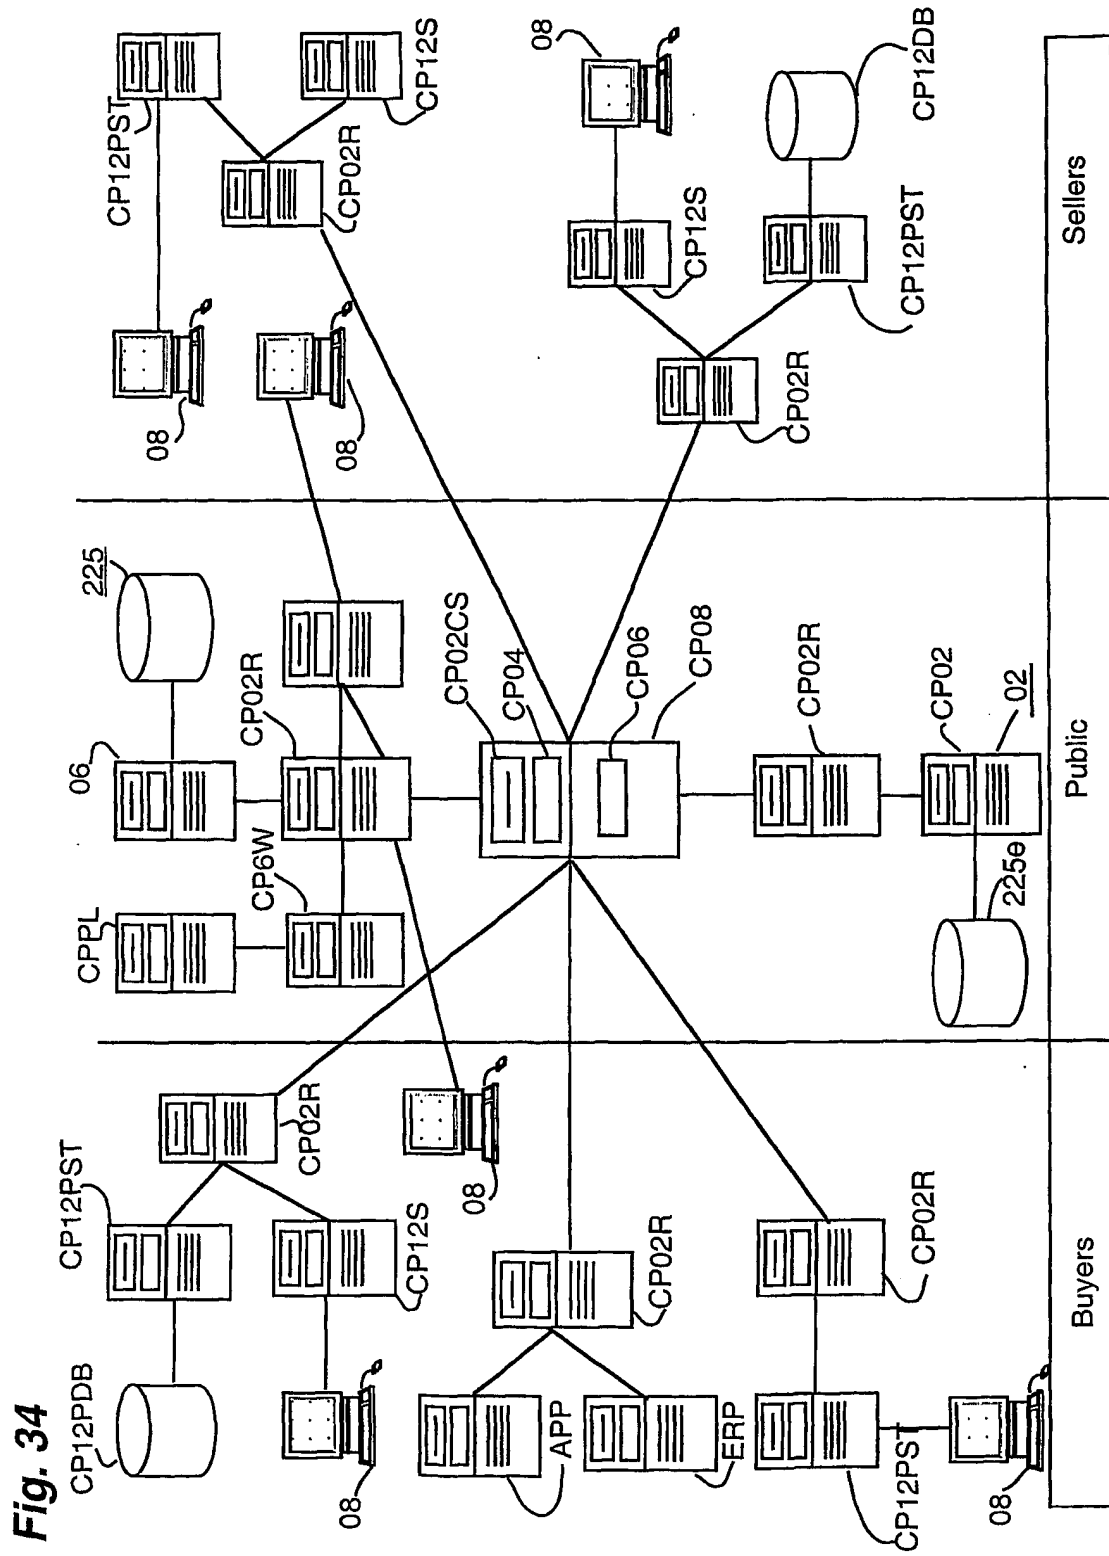 Fig. 34
CP12PDB
CP12PST
CP02R
CP12S
08
08
APP
ERP
CP02R
CP12PST
08
CP02R
CPPL
CP6W
06
225
CP02R
CP02CS
CP04
CP06
CP08
CP02R
CP02
02
225e
CP12PST
08
CP02R
CP12S
08
08
CP12S
CP02R
CP12PST
CP12DB
Buyers
Public
Sellers